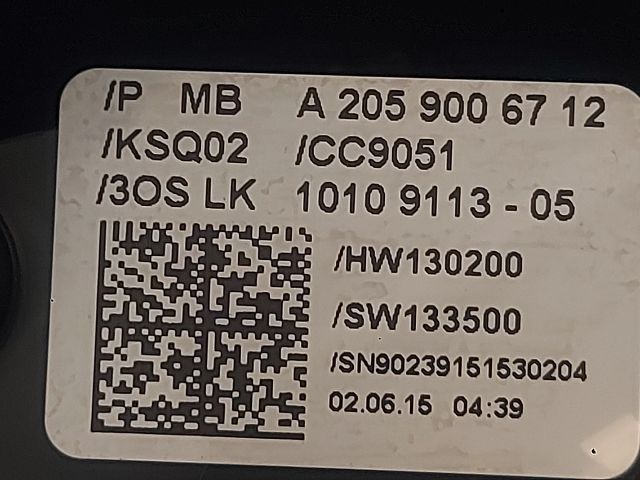 /P MB A 205 900 67 12
/KSQ02 /CC9051
/3OS LK 1010 9113 - 05
/HW130200
/SW133500
/SN90239151530204
02.06.15 04:39